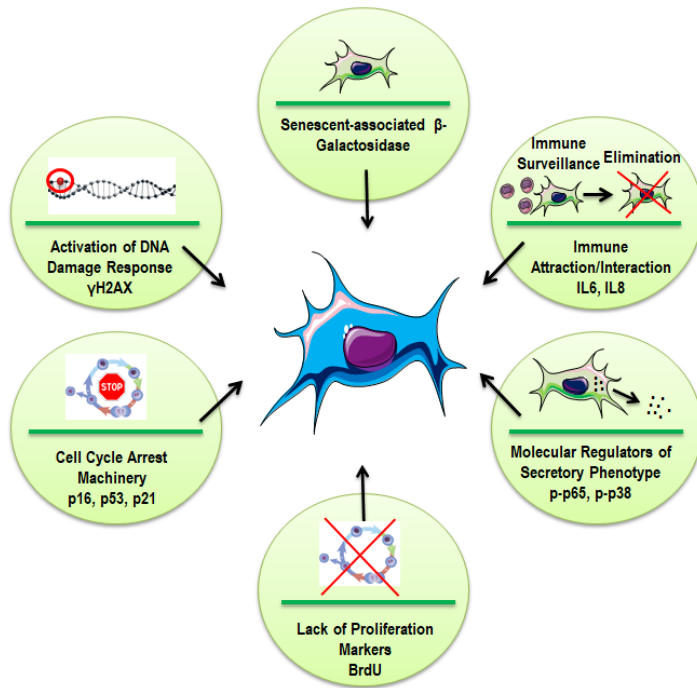 Senescent-associated β-
Galactosidase
Immune
Surveillance
Elimination
Immune
Attraction/Interaction
IL6, IL8
Activation of DNA
Damage Response
γH2AX
STOP
Cell Cycle Arrest
Machinery
p16, p53, p21
Molecular Regulators of
Secretory Phenotype
p-p65, p-p38
Lack of Proliferation
Markers
BrdU